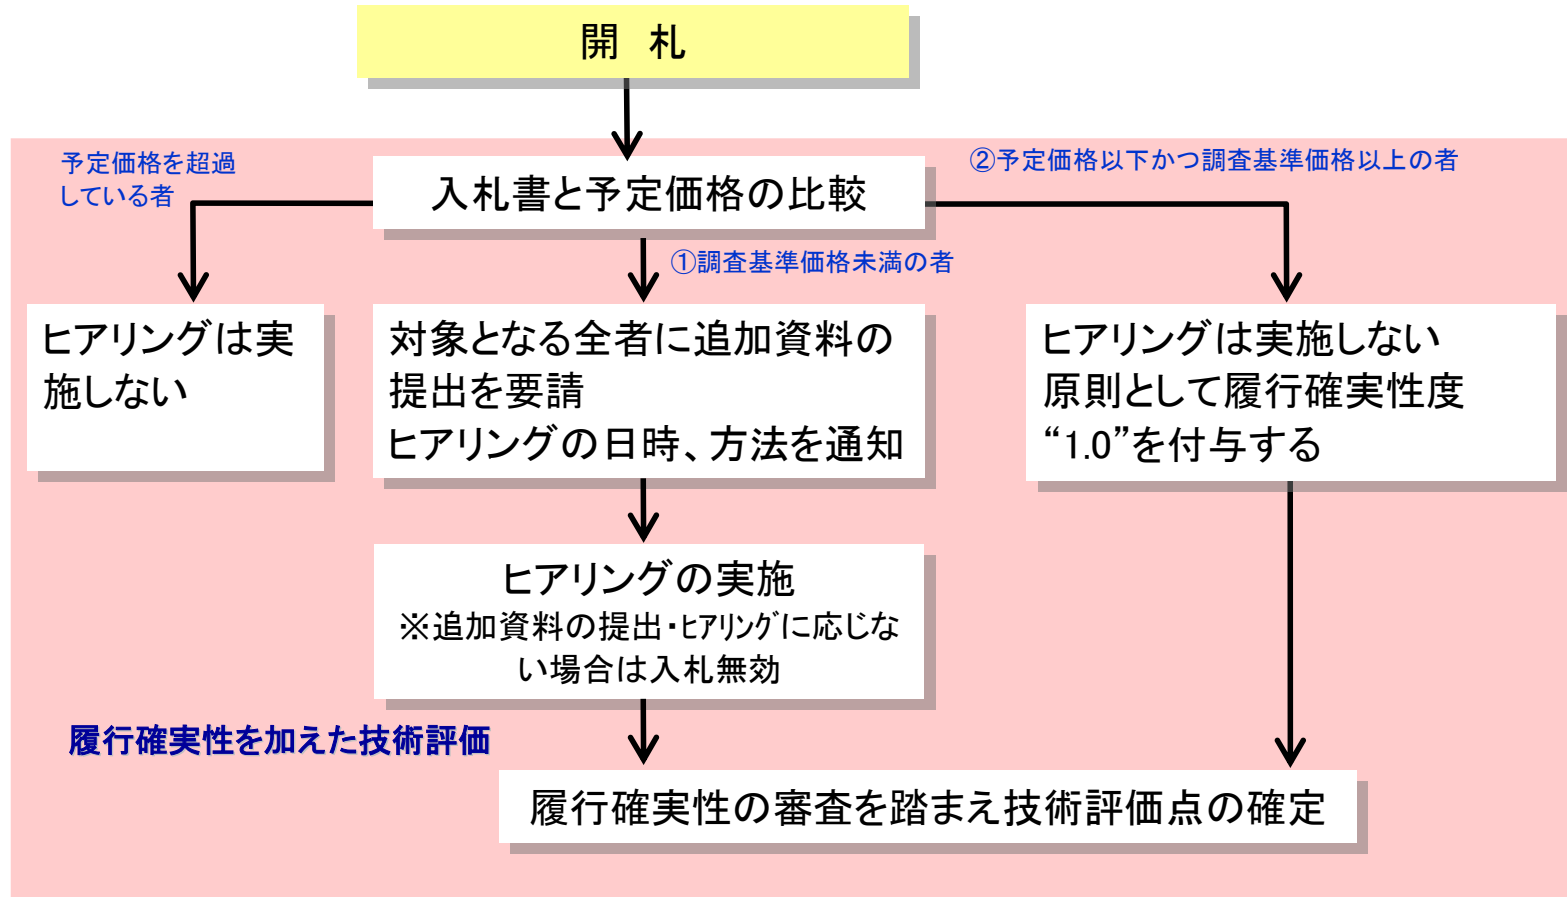 開　札
予定価格を超過
している者
入札書と予定価格の比較
②予定価格以下かつ調査基準価格以上の者
①調査基準価格未満の者
ヒアリングは実
施しない
対象となる全者に追加資料の
提出を要請
ヒアリングの日時、方法を通知
ヒアリングは実施しない
原則として履行確実性度
“1.0”を付与する
ヒアリングの実施
※追加資料の提出・ﾋｱﾘﾝｸﾞに応じな
い場合は入札無効
履行確実性を加えた技術評価
履行確実性の審査を踏まえ技術評価点の確定